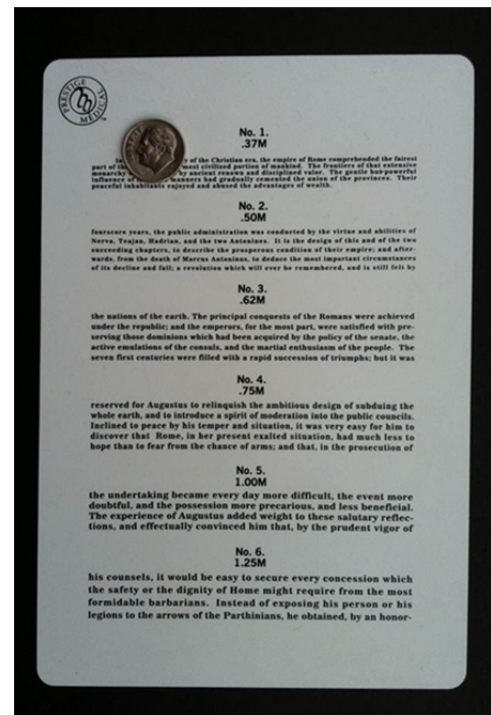 PRESTIGE MEDICAL
No. 1.
.37M
In y of the Christian era, the empire of Rome comprehended the fairest
part of th most civilized portion of mankind. The frontiers of that extensive
monarchy by ancient renown and disciplined valor. The gentle but powerful
influence of manners had gradually cemented the union of the provinces. Their
peaceful inhabitants enjoyed and abused the advantages of wealth.
No. 2.
.50M
fourscore years, the public administration was conducted by the virtue and abilities of
Nerva, Trajan, Hadrian, and the two Antonines. It is the design of this and of the two
succeeding chapters, to describe the prosperous condition of their empire; and after-
wards, from the death of Marcus Antoninus, to deduce the most important circumstances
of its decline and fall; a revolution which will ever be remembered, and is still felt by
No. 3.
.62M
the nations of the earth. The principal conquests of the Romans were achieved
under the republic; and the emperors, for the most part, were satisfied with pre-
serving those dominions which had been acquired by the policy of the senate, the
active emulations of the consuls, and the martial enthusiasm of the people. The
seven first centuries were filled with a rapid succession of triumphs; but it was
No. 4.
.75M
reserved for Augustus to relinquish the ambitious design of subduing the
whole earth, and to introduce a spirit of moderation into the public councils.
Inclined to peace by his temper and situation, it was very easy for him to
discover that Rome, in her present exalted situation, had much less to
hope than to fear from the chance of arms; and that, in the prosecution of
No. 5.
1.00M
the undertaking became every day more difficult, the event more
doubtful, and the possession more precarious, and less beneficial.
The experience of Augustus added weight to these salutary reflec-
tions, and effectually convinced him that, by the prudent vigor of
No. 6.
1.25M
his counsels, it would be easy to secure every concession which
the safety or the dignity of Home might require from the most
formidable barbarians. Instead of exposing his person or his
legions to the arrows of the Parthinians, he obtained, by an honor-